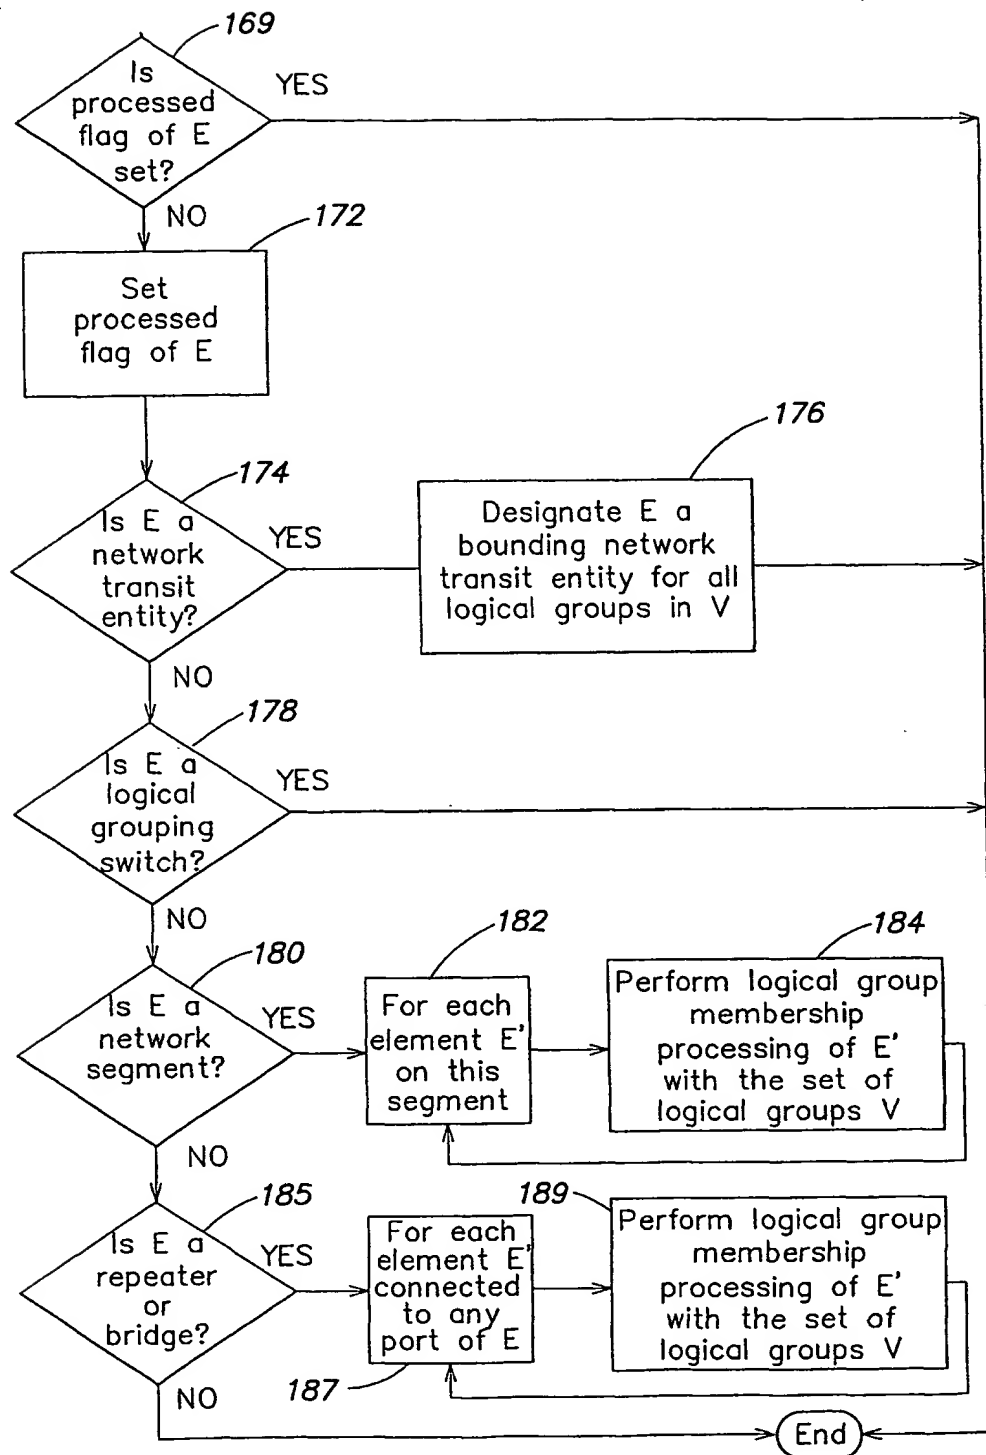 169
Is
processed
flag of E
set?
YES
NO
172
Set
processed
flag of E
174
Is E a
network
transit
entity?
YES
176
Designate E a
bounding network
transit entity for all
logical groups in V
NO
178
Is E a
logical
grouping
switch?
YES
NO
180
Is E a
network
segment?
YES
182
For each
element E'
on this
segment
184
Perform logical group
membership
processing of E'
with the set of
logical groups V
NO
185
Is E a
repeater
or
bridge?
YES
187
For each
element E'
connected
to any
port of E
189
Perform logical group
membership
processing of E'
with the set of
logical groups V
NO
End